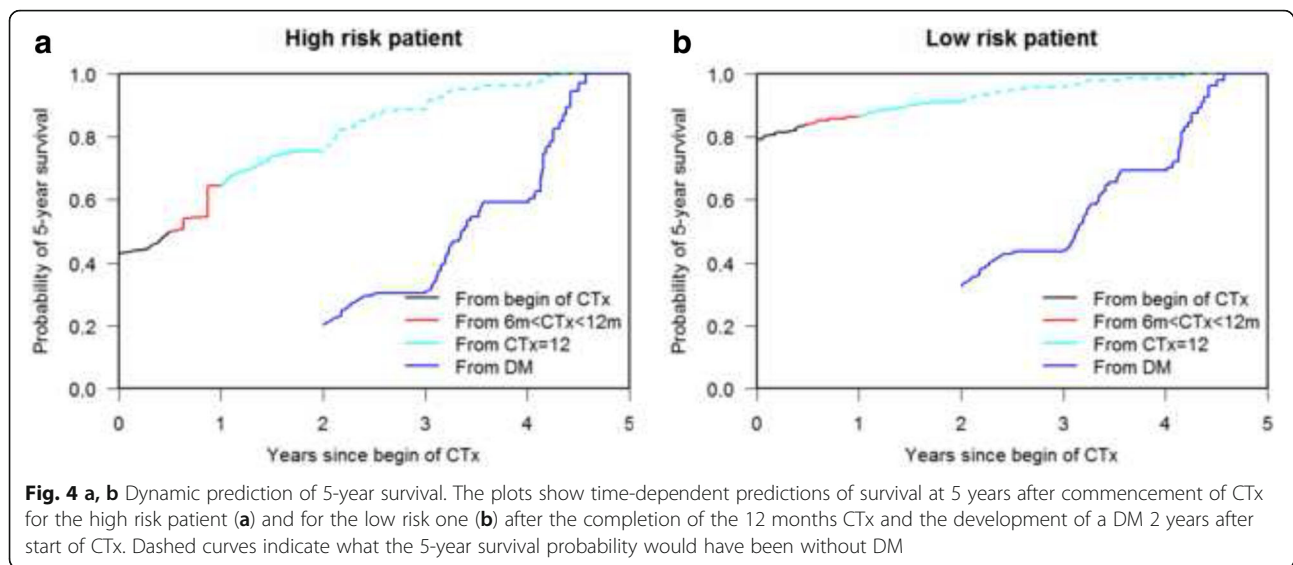 a
High risk patient
Probability of 5-year survival
1.0
0.8
0.6
0.4
0.2
0.0
From begin of CTx
From 6m<CTx<12m
From CTx=12
From DM
0 1 2 3 4 5
Years since begin of CTx
b
Low risk patient
Probability of 5-year survival
1.0
0.8
0.6
0.4
0.2
0.0
From begin of CTx
From 6m<CTx<12m
From CTx=12
From DM
0 1 2 3 4 5
Years since begin of CTx
Fig. 4 a, b Dynamic prediction of 5-year survival. The plots show time-dependent predictions of survival at 5 years after commencement of CTx
for the high risk patient (a) and for the low risk one (b) after the completion of the 12 months CTx and the development of a DM 2 years after
start of CTx. Dashed curves indicate what the 5-year survival probability would have been without DM